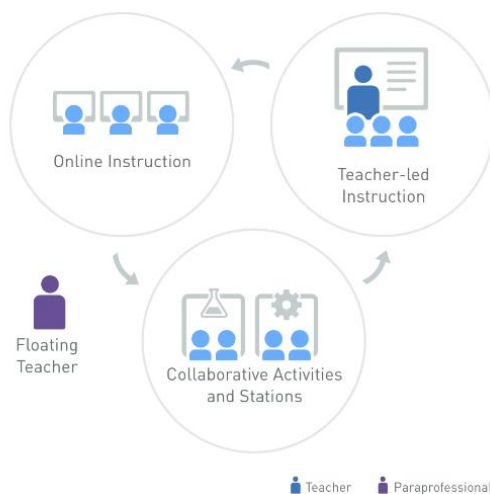 Online Instruction
Teacher-led
Instruction
Floating
Teacher
Collaborative Activities
and Stations
Teacher
Paraprofessional